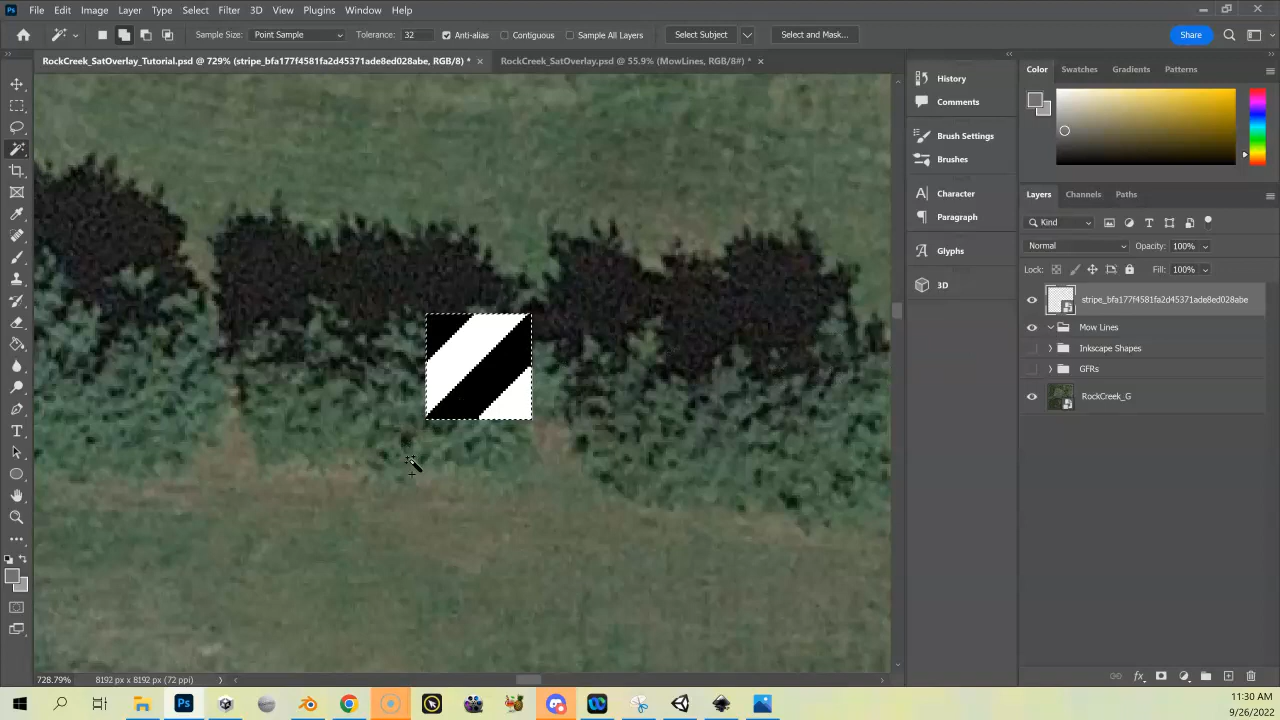 Ps File Edit Image Layer Type Select Filter 3D View Plugins Window Help
Sample Size: Point Sample Tolerance: 32 Anti-alias Contiguous Sample All Layers Select Subject Select and Mask... Share
RockCreek_SatOverlay_Tutorial.psd @ 729% (stripe_bfa177f4581fa2d45371ade8ed028abe, RGB/8) * × RockCreek_SatOverlay.psd @ 55.9% (MowLines, RGB/8#) * ×
History
Comments
Brush Settings
Brushes
Character
Paragraph
Glyphs
3D
Color Swatches Gradients Patterns
Layers Channels Paths
Kind
Normal Opacity: 100%
Lock: Fill: 100%
stripe_bfa177f4581fa2d45371ade8ed028abe
Mow Lines
Inkscape Shapes
GFRs
RockCreek_G
728.79% 8192 px x 8192 px (72 ppi)
Ps
11:30 AM
9/26/2022